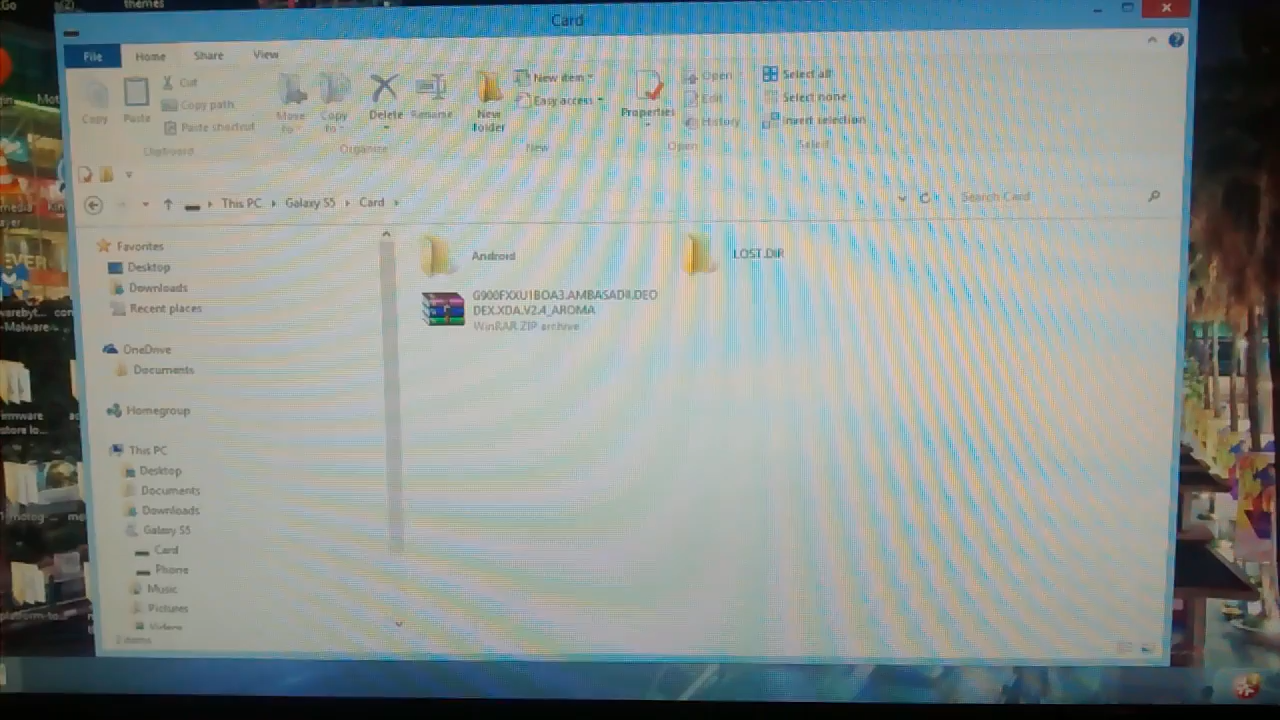 themes
Card
File
Home
Share
View
Copy
Paste
Cut
Copy path
Paste shortcut
Clipboard
Move to
Copy to
Delete
Rename
Organize
New folder
New item
Easy access
New
Properties
Open
Edit
History
Open
Select all
Select none
Invert selection
Select
This PC
Galaxy S5
Card
Search Card
Favorites
Desktop
Downloads
Recent places
OneDrive
Documents
Homegroup
This PC
Desktop
Documents
Downloads
Galaxy S5
Card
Phone
Music
Pictures
Videos
Android
LOST.DIR
G900FXXU1BOA3.AMBASADII.DEO
DEX.XDA.V2.4_AROMA
WinRAR ZIP archive